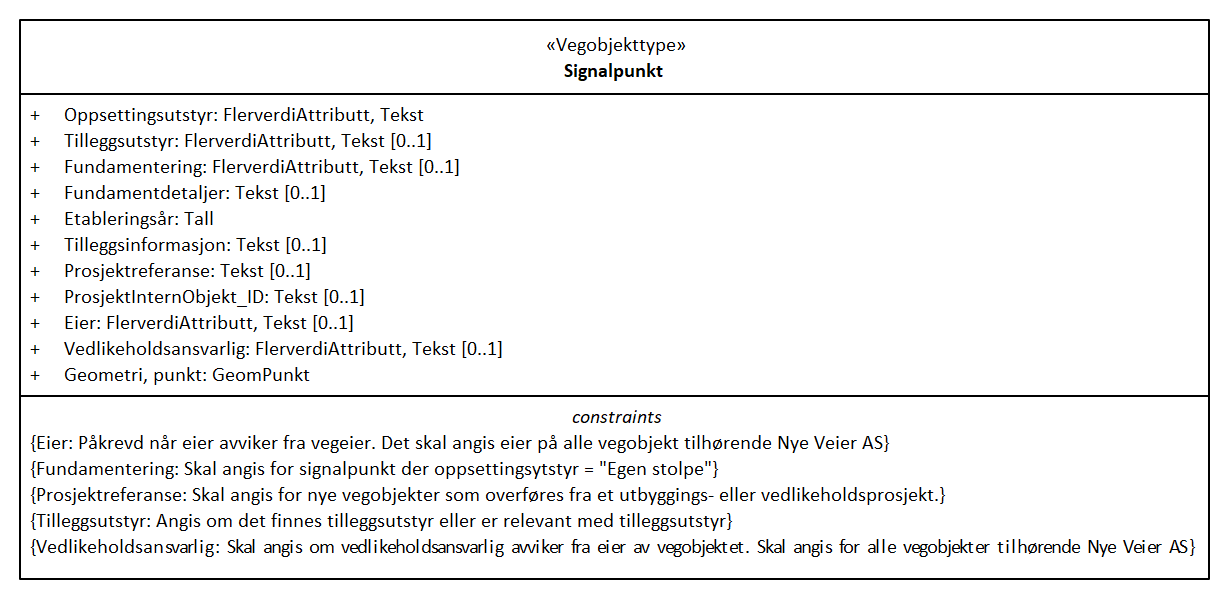 «Vegobjekttype»
Signalpunkt
+ Oppsettingsutstyr: FlerverdiAttributt, Tekst
+ Tilleggsutstyr: FlerverdiAttributt, Tekst [0..1]
+ Fundamentering: FlerverdiAttributt, Tekst [0..1]
+ Fundamentdetaljer: Tekst [0..1]
+ Etableringsår: Tall
+ Tilleggsinformasjon: Tekst [0..1]
+ Prosjektreferanse: Tekst [0..1]
+ ProsjektInternObjekt_ID: Tekst [0..1]
+ Eier: FlerverdiAttributt, Tekst [0..1]
+ Vedlikeholdsansvarlig: FlerverdiAttributt, Tekst [0..1]
+ Geometri, punkt: GeomPunkt
constraints
{Eier: Påkrevd når eier avviker fra vegeier. Det skal angis eier på alle vegobjekt tilhørende Nye Veier AS}
{Fundamentering: Skal angis for signalpunkt der oppsettingsytstyr = "Egen stolpe"}
{Prosjektreferanse: Skal angis for nye vegobjekter som overføres fra et utbyggings- eller vedlikeholdsprosjekt.}
{Tilleggsutstyr: Angis om det finnes tilleggsutstyr eller er relevant med tilleggsutstyr}
{Vedlikeholdsansvarlig: Skal angis om vedlikeholdsansvarlig avviker fra eier av vegobjektet. Skal angis for alle vegobjekter tilhørende Nye Veier AS}